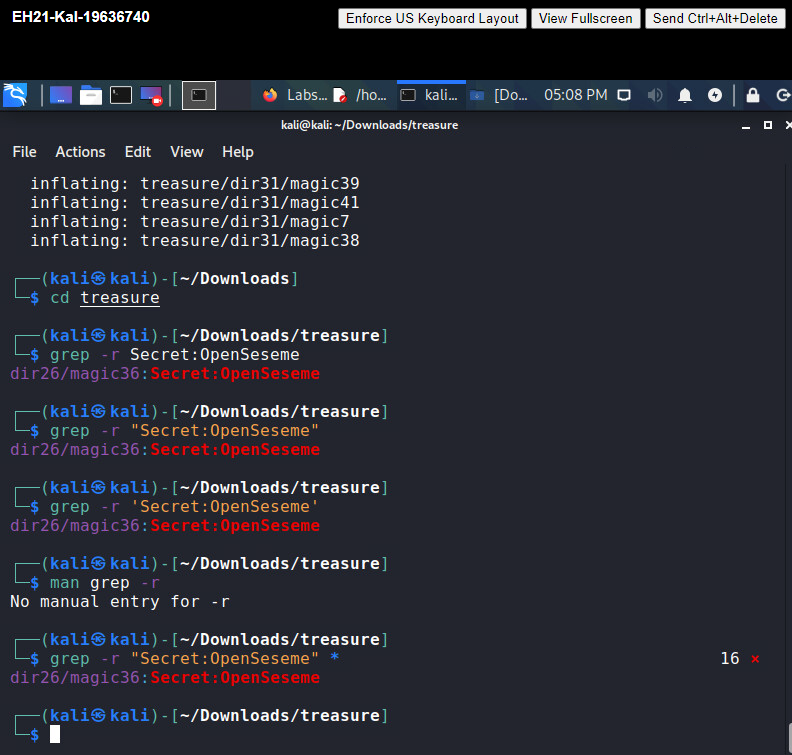 EH21-Kal-19636740
Enforce US Keyboard Layout View Fullscreen Send Ctrl+Alt+Delete
Labs... /ho... kali... [Do... 05:08 PM
kali@kali: ~/Downloads/treasure
File Actions Edit View Help
inflating: treasure/dir31/magic39
inflating: treasure/dir31/magic41
inflating: treasure/dir31/magic7
inflating: treasure/dir31/magic38
┌──(kali㉿kali)-[~/Downloads]
└─$ cd treasure
┌──(kali㉿kali)-[~/Downloads/treasure]
└─$ grep -r Secret:OpenSeseme
dir26/magic36:Secret:OpenSeseme
┌──(kali㉿kali)-[~/Downloads/treasure]
└─$ grep -r "Secret:OpenSeseme"
dir26/magic36:Secret:OpenSeseme
┌──(kali㉿kali)-[~/Downloads/treasure]
└─$ grep -r 'Secret:OpenSeseme'
dir26/magic36:Secret:OpenSeseme
┌──(kali㉿kali)-[~/Downloads/treasure]
└─$ man grep -r
No manual entry for -r
┌──(kali㉿kali)-[~/Downloads/treasure]
└─$ grep -r "Secret:OpenSeseme" * 16 ⨯
dir26/magic36:Secret:OpenSeseme
┌──(kali㉿kali)-[~/Downloads/treasure]
└─$